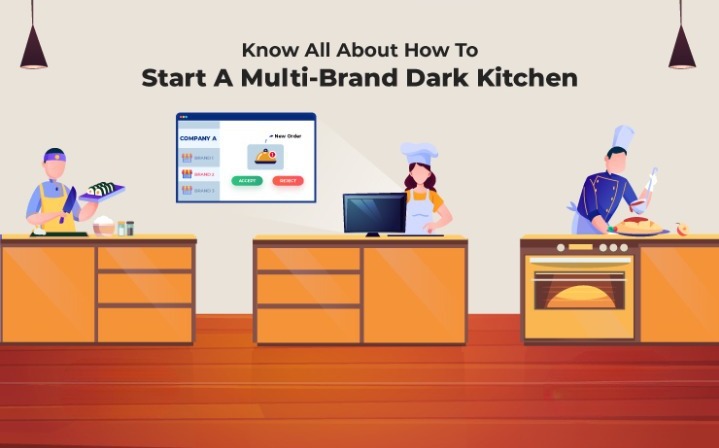 Know All About How To
Start A Multi-Brand Dark Kitchen
COMPANY A
New Order
BRAND 1
BRAND 2
BRAND 3
ACCEPT
REJECT